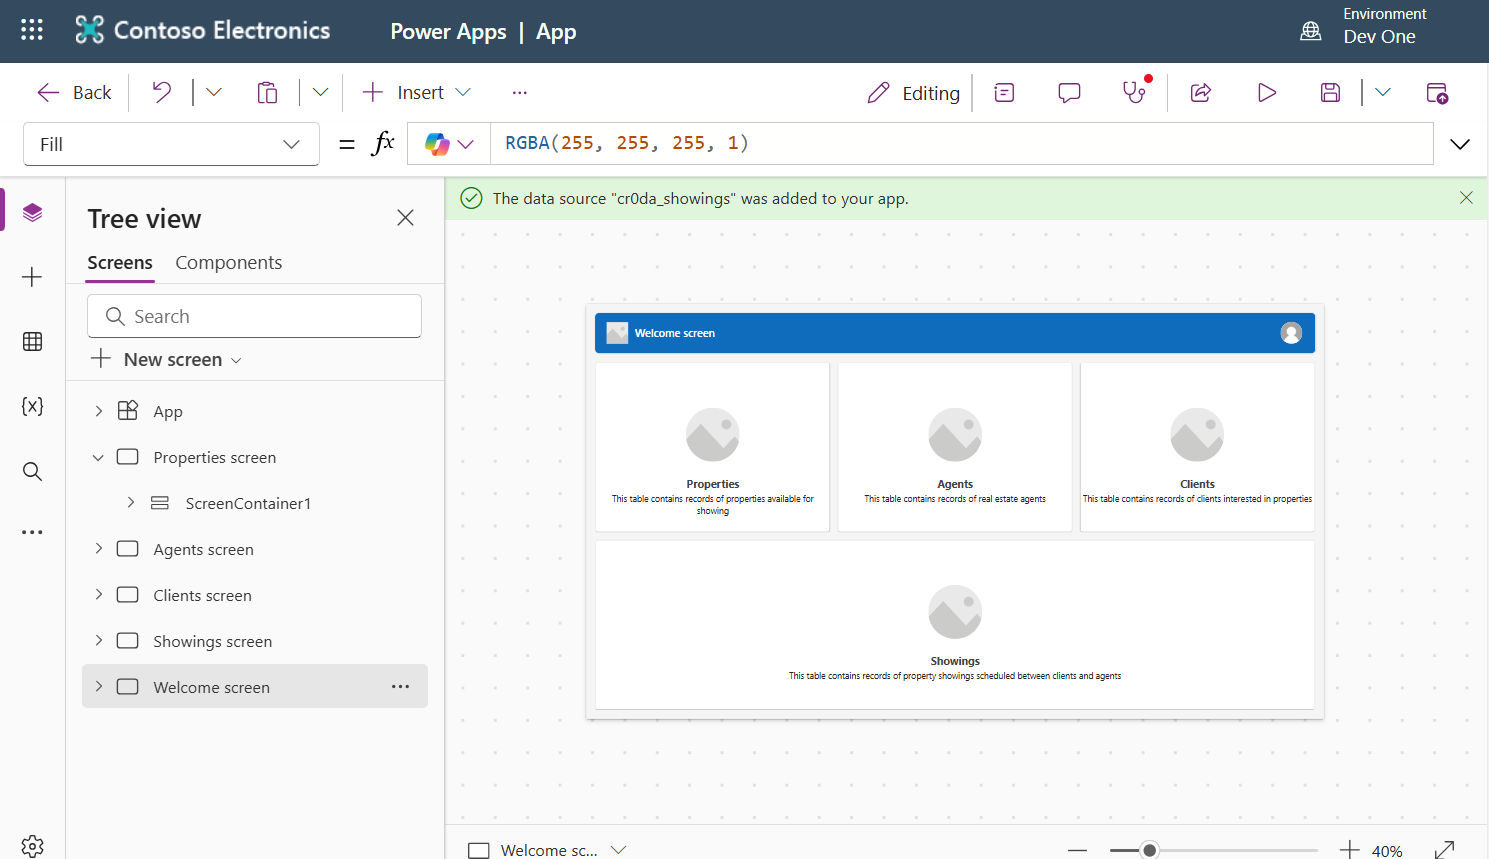 Contoso Electronics
Power Apps | App
Environment
Dev One
Back
Insert
Editing
Fill
= fx
RGBA(255, 255, 255, 1)
Tree view
The data source "cr0da_showings" was added to your app.
Screens
Components
Search
New screen
App
Properties screen
ScreenContainer1
Agents screen
Clients screen
Showings screen
Welcome screen
Welcome screen
Properties
This table contains records of properties available for
showing
Agents
This table contains records of real estate agents
Clients
This table contains records of clients interested in properties
Showings
This table contains records of property showings scheduled between clients and agents
Welcome sc...
40%